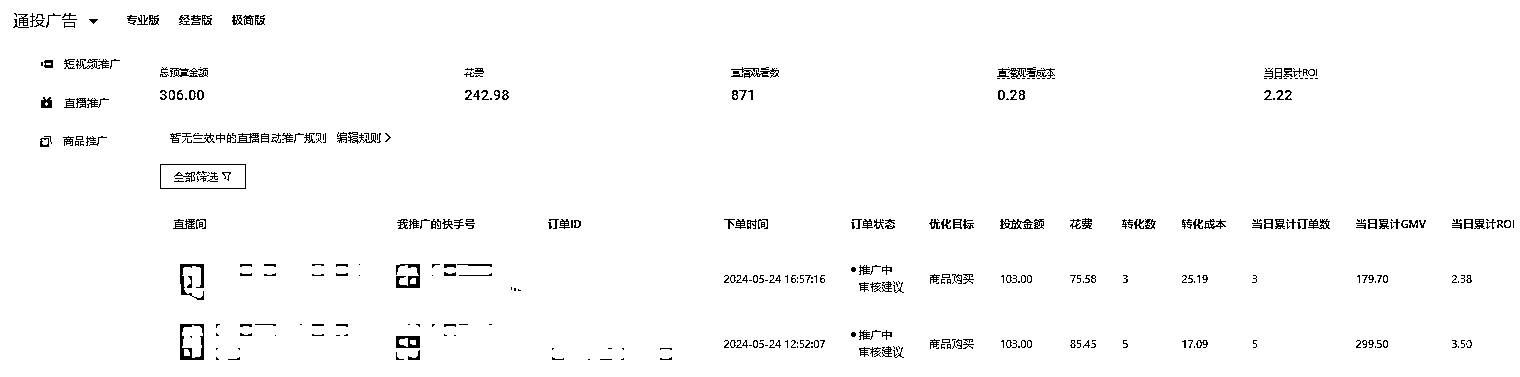 通投广告 专业版 经营版 极简版
短视频推广
直播推广
商品推广
总预算金额 花费 直播观看数 直播观看成本 当日累计ROI
306.00 242.98 871 0.28 2.22
暂无生效中的直播自动推广规则 编辑规则
全部筛选
直播间 我推广的快手号 订单ID 下单时间 订单状态 优化目标 投放金额 花费 转化数 转化成本 当日累计订单数 当日累计GMV 当日累计ROI
2024-05-24 16:57:16 推广中 商品购买 103.00 75.58 3 25.19 3 179.70 2.38
审核建议
2024-05-24 12:52:07 推广中 商品购买 103.00 85.45 5 17.09 5 299.50 3.50
审核建议